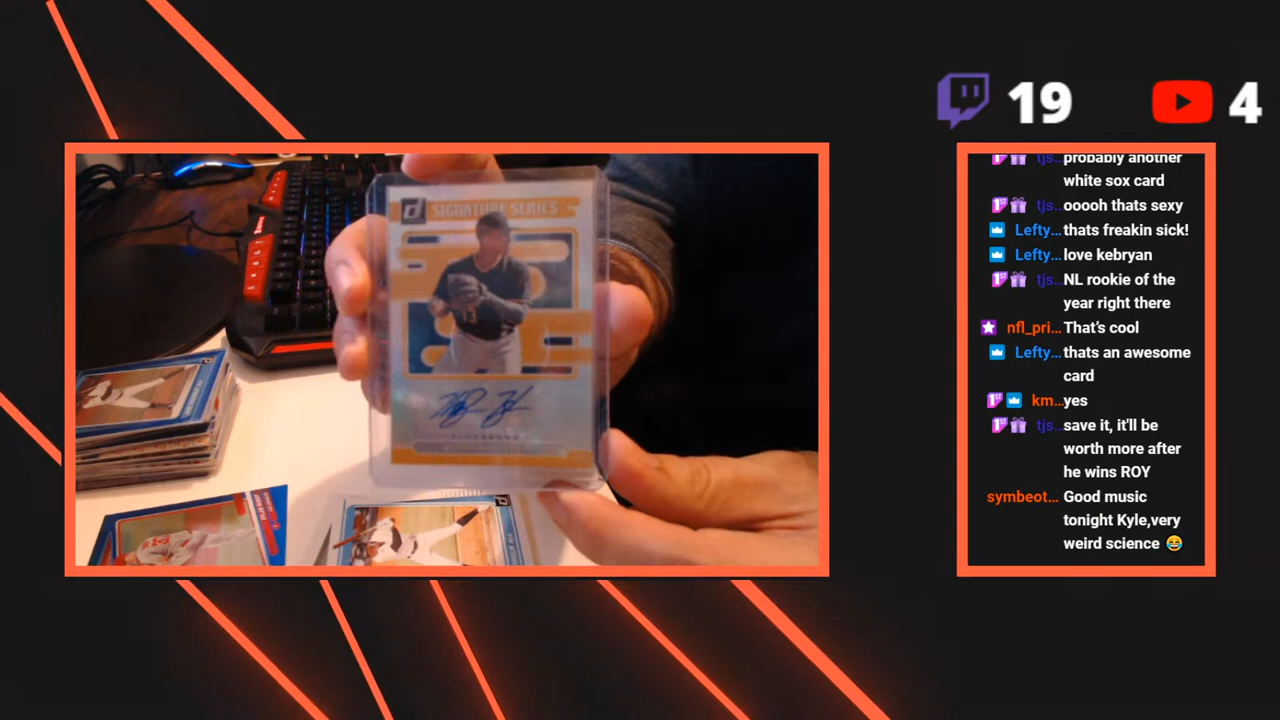 19
4
SIGNATURE SERIES
tjs... probably another
white sox card
tjs... ooooh thats sexy
Lefty... thats freakin sick!
Lefty... love kebryan
tjs... NL rookie of the
year right there
nfl_pri... That's cool
Lefty... thats an awesome
card
km... yes
tjs... save it, it'll be
worth more after
he wins ROY
symbeot... Good music
tonight Kyle,very
weird science 😂